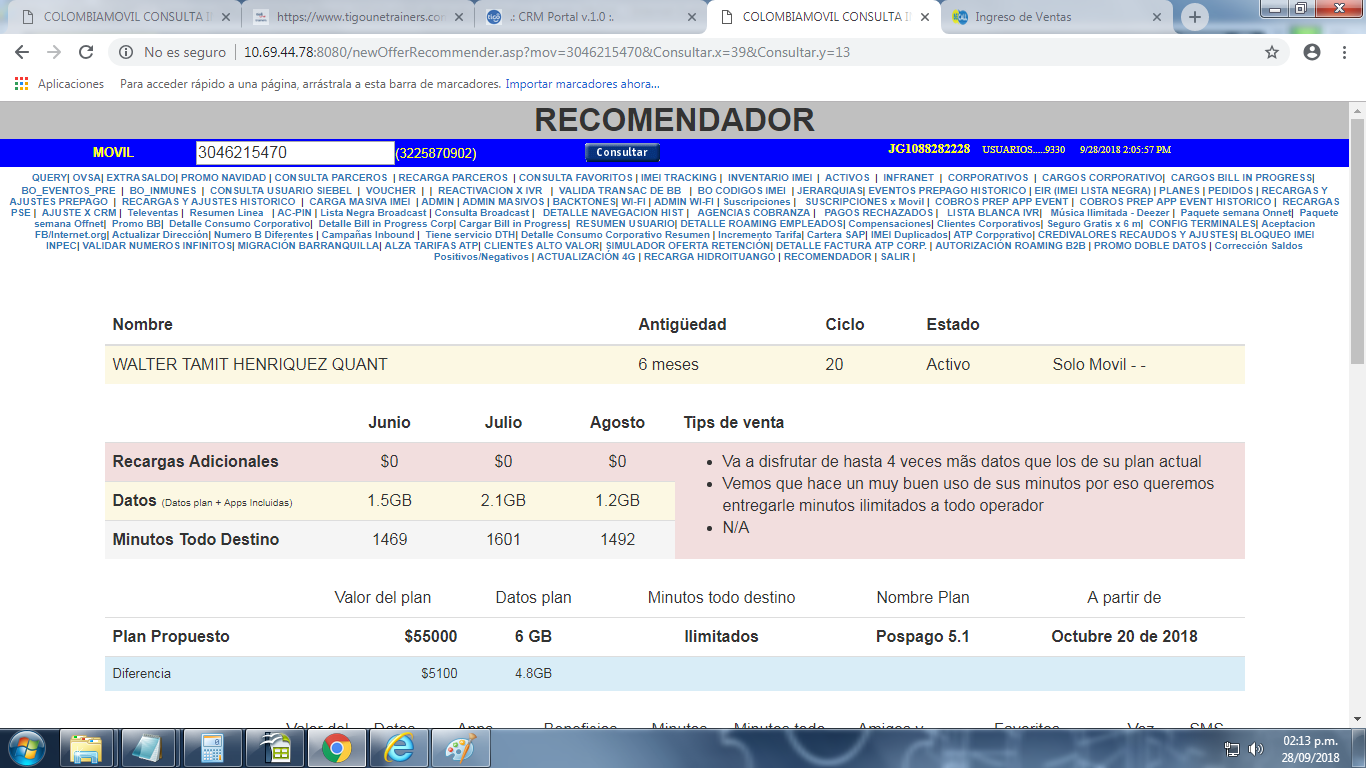 COLOMBIAMOVIL CONSULTA I
https://www.tigounetrainers.con
.: CRM Portal v.1.0 :.
COLOMBIAMOVIL CONSULTA I
Ingreso de Ventas
No es seguro | 10.69.44.78:8080/newOfferRecommender.asp?mov=3046215470&Consultar.x=39&Consultar.y=13
Aplicaciones Para acceder rápido a una página, arrástrala a esta barra de marcadores. Importar marcadores ahora...
RECOMENDADOR
MOVIL 3046215470 (3225870902) Consultar JG1088282228 USUARIOS.....9330 9/28/2018 2:05:57 PM
QUERY| OVSA| EXTRASALDO| PROMO NAVIDAD | CONSULTA PARCEROS | RECARGA PARCEROS | CONSULTA FAVORITOS | IMEI TRACKING | INVENTARIO IMEI | ACTIVOS | INFRANET | CORPORATIVOS | CARGOS CORPORATIVO| CARGOS BILL IN PROGRESS|
BO_EVENTOS_PRE | BO_INMUNES | CONSULTA USUARIO SIEBEL | VOUCHER | | REACTIVACION X IVR | VALIDA TRANSAC DE BB | BO CODIGOS IMEI | JERARQUIAS| EVENTOS PREPAGO HISTORICO | EIR (IMEI LISTA NEGRA) | PLANES | PEDIDOS | RECARGAS Y
AJUSTES PREPAGO | RECARGAS Y AJUSTES HISTORICO | CARGA MASIVA IMEI | ADMIN | ADMIN MASIVOS | BACKTONES| WI-FI | ADMIN WI-FI | Suscripciones | SUSCRIPCIONES x Movil | COBROS PREP APP EVENT | COBROS PREP APP EVENT HISTORICO | RECARGAS
PSE | AJUSTE X CRM | Televentas | Resumen Linea | AC-PIN | Lista Negra Broadcast | Consulta Broadcast | DETALLE NAVEGACION HIST | AGENCIAS COBRANZA | PAGOS RECHAZADOS | LISTA BLANCA IVR| Música Ilimitada - Deezer | Paquete semana Onnet| Paquete
semana Offnet| Promo BB| Detalle Consumo Corporativo| Detalle Bill in Progress Corp| Cargar Bill in Progress| RESUMEN USUARIO| DETALLE ROAMING EMPLEADOS| Compensaciones| Clientes Corporativos| Seguro Gratis x 6 m| CONFIG TERMINALES| Aceptacion
FB/Internet.org| Actualizar Dirección| Numero B Diferentes | Campañas Inbound | Tiene servicio DTH| Detalle Consumo Corporativo Resumen | Incremento Tarifa| Cartera SAP| IMEI Duplicados| ATP Corporativo| CREDIVALORES RECAUDOS Y AJUSTES| BLOQUEO IMEI
INPEC| VALIDAR NUMEROS INFINITOS| MIGRACIÓN BARRANQUILLA| ALZA TARIFAS ATP| CLIENTES ALTO VALOR| SIMULADOR OFERTA RETENCIÓN| DETALLE FACTURA ATP CORP. | AUTORIZACIÓN ROAMING B2B | PROMO DOBLE DATOS | Corrección Saldos
Positivos/Negativos | ACTUALIZACIÓN 4G | RECARGA HIDROITUANGO | RECOMENDADOR | SALIR |
Nombre Antigüedad Ciclo Estado
WALTER TAMIT HENRIQUEZ QUANT 6 meses 20 Activo Solo Movil - -
Junio Julio Agosto Tips de venta
Recargas Adicionales $0 $0 $0
Datos (Datos plan + Apps Incluidas) 1.5GB 2.1GB 1.2GB
Minutos Todo Destino 1469 1601 1492
• Va a disfrutar de hasta 4 veces mãs datos que los de su plan actual
• Vemos que hace un muy buen uso de sus minutos por eso queremos
entregarle minutos ilimitados a todo operador
• N/A
Valor del plan Datos plan Minutos todo destino Nombre Plan A partir de
Plan Propuesto $55000 6 GB Ilimitados Pospago 5.1 Octubre 20 de 2018
Diferencia $5100 4.8GB
Valor del Datos Apps Beneficios Minutos Minutos todo Amigos y Favoritos Voz SMS
02:13 p.m.
28/09/2018